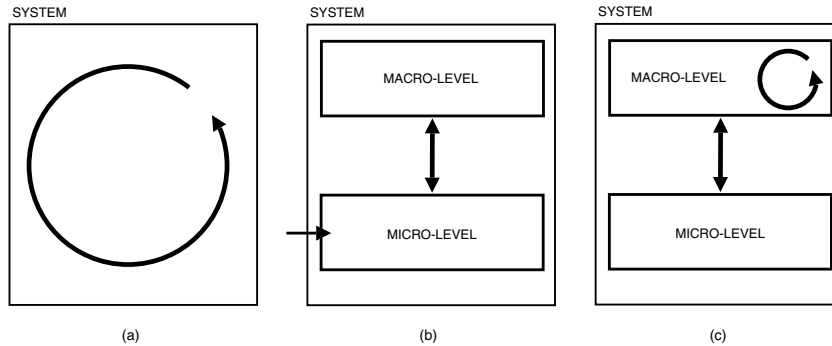 SYSTEM
(a)
SYSTEM
MACRO-LEVEL
MICRO-LEVEL
(b)
SYSTEM
MACRO-LEVEL
MICRO-LEVEL
(c)